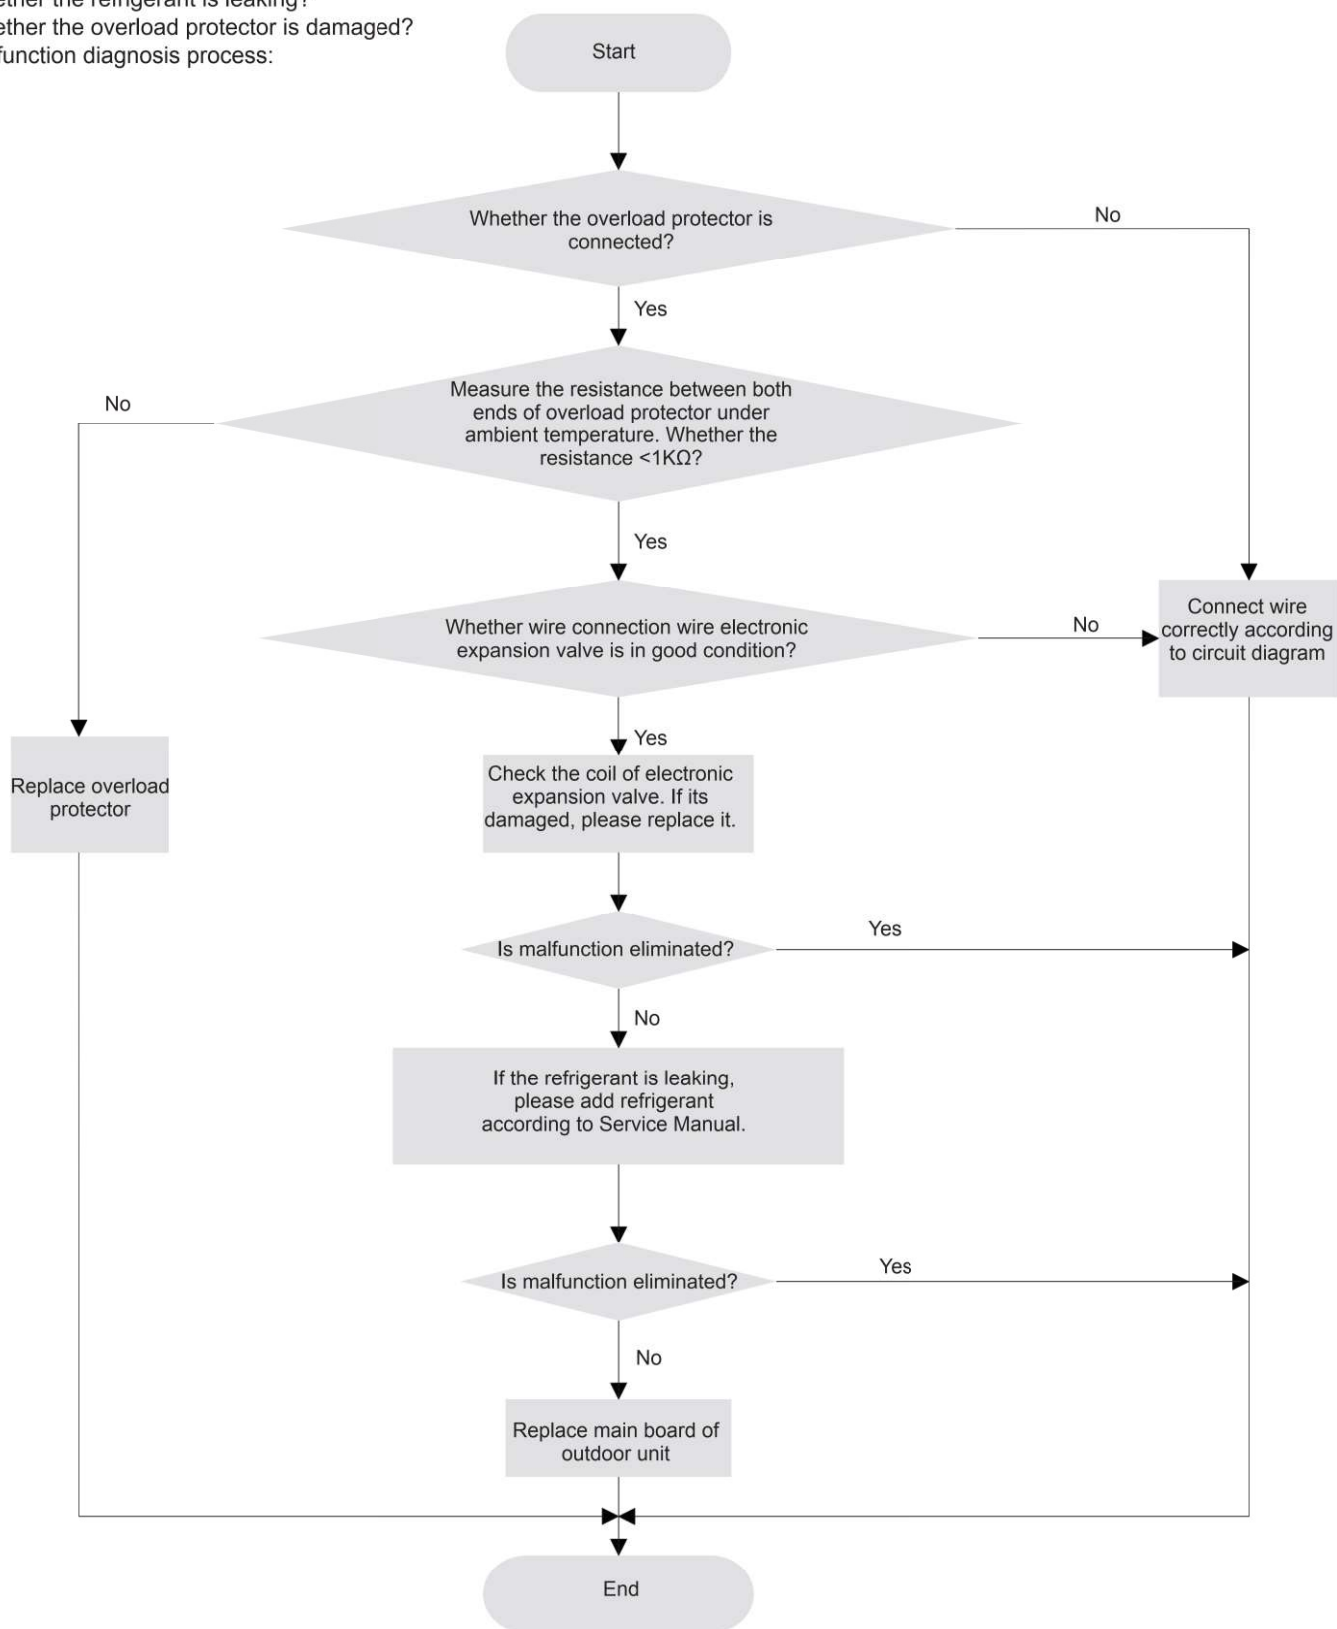 ether the refrigerant is leaking?
ether the overload protector is damaged?
function diagnosis process:
Start
Whether the overload protector is
connected?
No
Yes
Measure the resistance between both
ends of overload protector under
ambient temperature. Whether the
resistance <1KΩ?
No
Yes
Whether wire connection wire electronic
expansion valve is in good condition?
No
Connect wire
correctly according
to circuit diagram
Yes
Replace overload
protector
Check the coil of electronic
expansion valve. If its
damaged, please replace it.
Is malfunction eliminated?
Yes
No
If the refrigerant is leaking,
please add refrigerant
according to Service Manual.
Is malfunction eliminated?
Yes
No
Replace main board of
outdoor unit
End